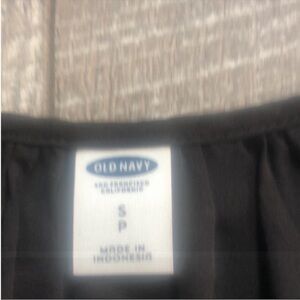 OLD NAVY
SAN FRANCISCO
CALIFORNIA
S
P
MADE IN
INDONESIA